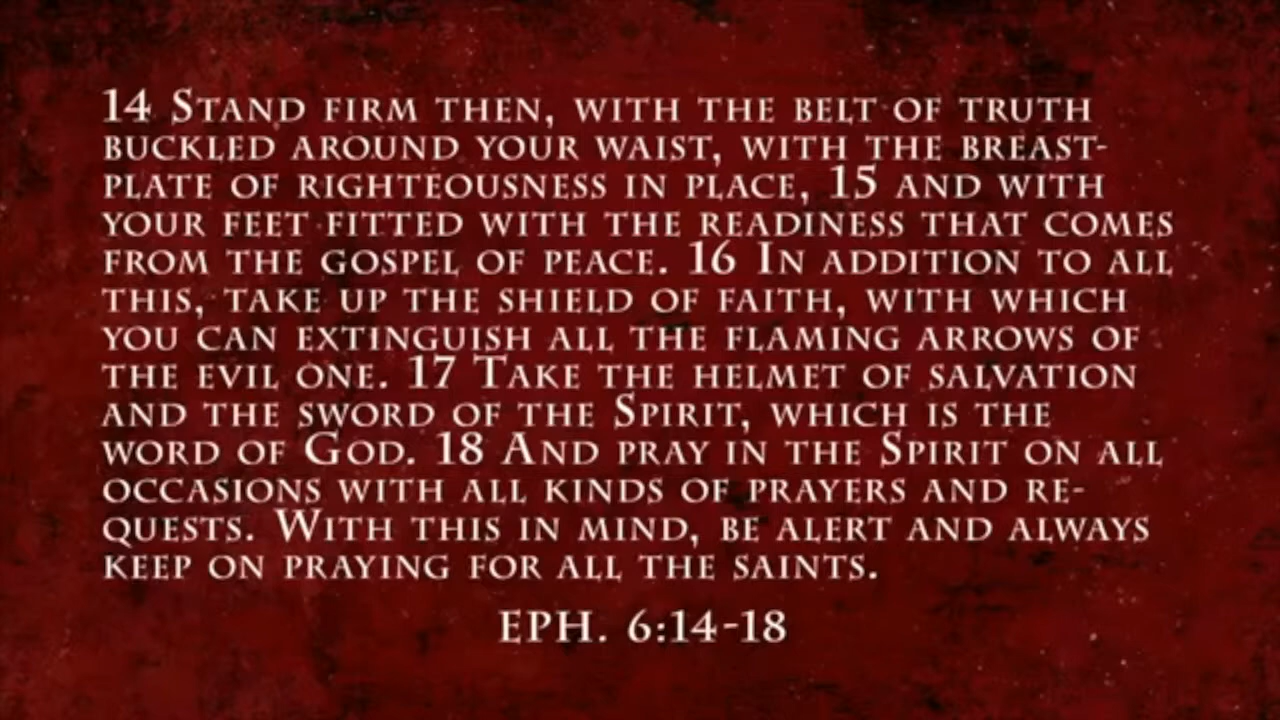 14 Stand firm then, with the belt of truth
buckled around your waist, with the breast-
plate of righteousness in place, 15 and with
your feet fitted with the readiness that comes
from the gospel of peace. 16 In addition to all
this, take up the shield of faith, with which
you can extinguish all the flaming arrows of
the evil one. 17 Take the helmet of salvation
and the sword of the Spirit, which is the
word of God. 18 And pray in the Spirit on all
occasions with all kinds of prayers and re-
quests. With this in mind, be alert and always
keep on praying for all the saints.
EPH. 6:14-18